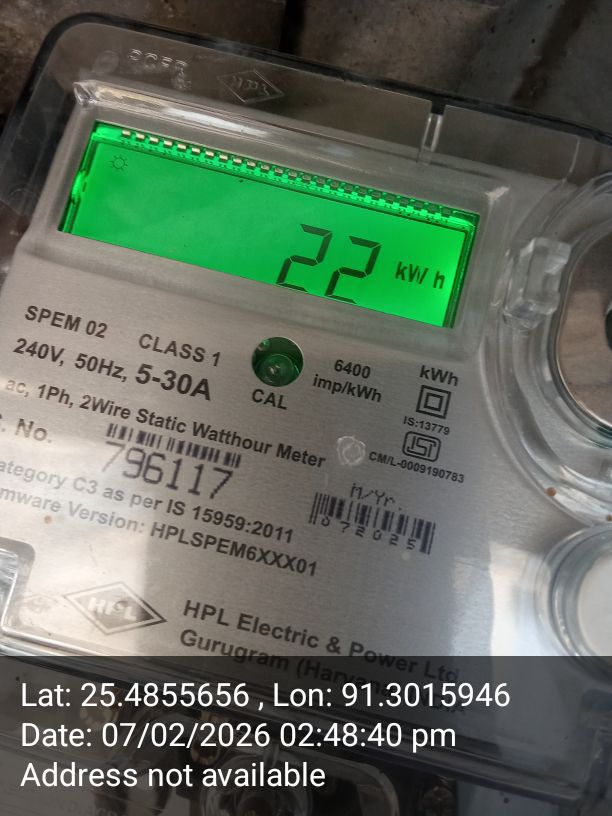 22 kWh
SPEM 02 CLASS 1
240V, 50Hz, 5-30A
CAL
6400
imp/kWh
kWh
IS:13779
ac, 1Ph, 2Wire Static Watthour Meter
ISI
CM/L-0009190783
No.
796117
M/Yr.
072025
ategory C3 as per IS 15959:2011
mware Version: HPLSPEM6XXX01
HPL
HPL Electric & Power Ltd
Gurugram
Lat: 25.4855656 , Lon: 91.3015946
Date: 07/02/2026 02:48:40 pm
Address not available